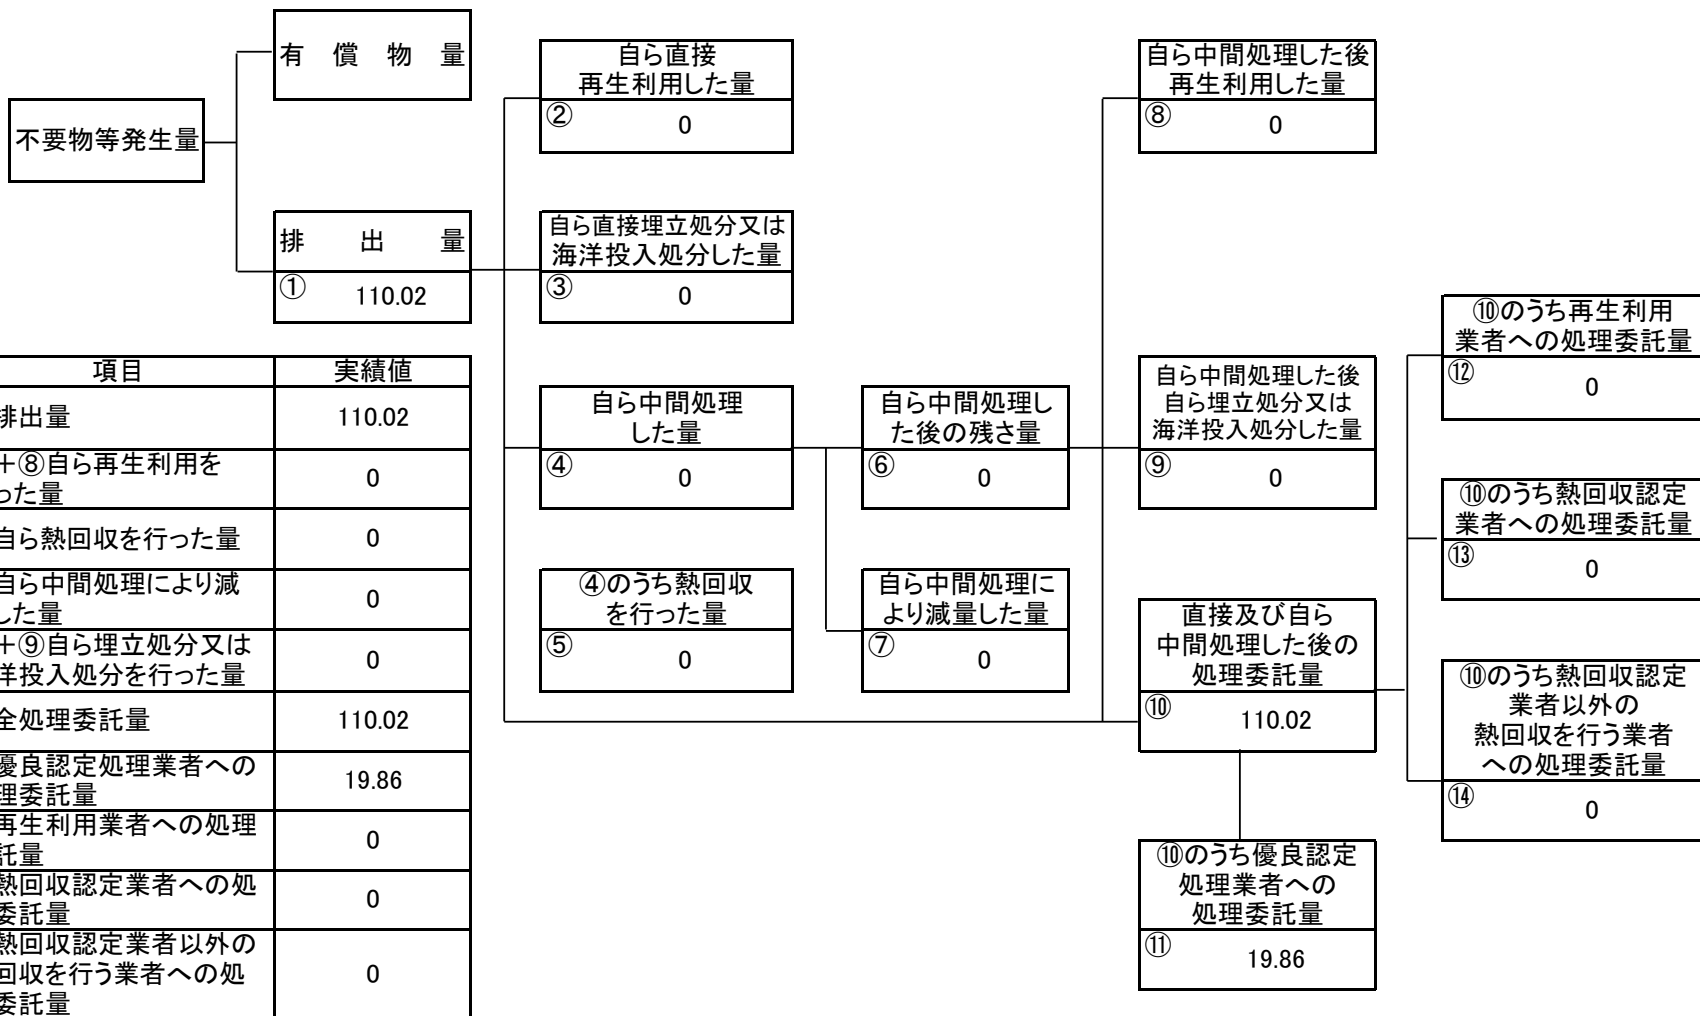 有償物量
不要物等発生量
排出量
①
110.02
自ら直接
再生利用した量
②
0
自ら直接埋立処分又は
海洋投入処分した量
③
0
自ら中間処理
した量
④
0
④のうち熱回収
を行った量
⑤
0
自ら中間処理し
た後の残さ量
⑥
0
自ら中間処理に
より減量した量
⑦
0
自ら中間処理した後
再生利用した量
⑧
0
自ら中間処理した後
自ら埋立処分又は
海洋投入処分した量
⑨
0
直接及び自ら
中間処理した後の
処理委託量
⑩
110.02
⑩のうち優良認定
処理業者への
処理委託量
⑪
19.86
⑩のうち再生利用
業者への処理委託量
⑫
0
⑩のうち熱回収認定
業者への処理委託量
⑬
0
⑩のうち熱回収認定
業者以外の
熱回収を行う業者
への処理委託量
⑭
0
項目
実績値
排出量
110.02
+⑧自ら再生利用を
った量
0
自ら熱回収を行った量
0
自ら中間処理により減
した量
0
+⑨自ら埋立処分又は
洋投入処分を行った量
0
全処理委託量
110.02
優良認定処理業者への
理委託量
19.86
再生利用業者への処理
託量
0
熱回収認定業者への処
委託量
0
熱回収認定業者以外の
回収を行う業者への処
委託量
0